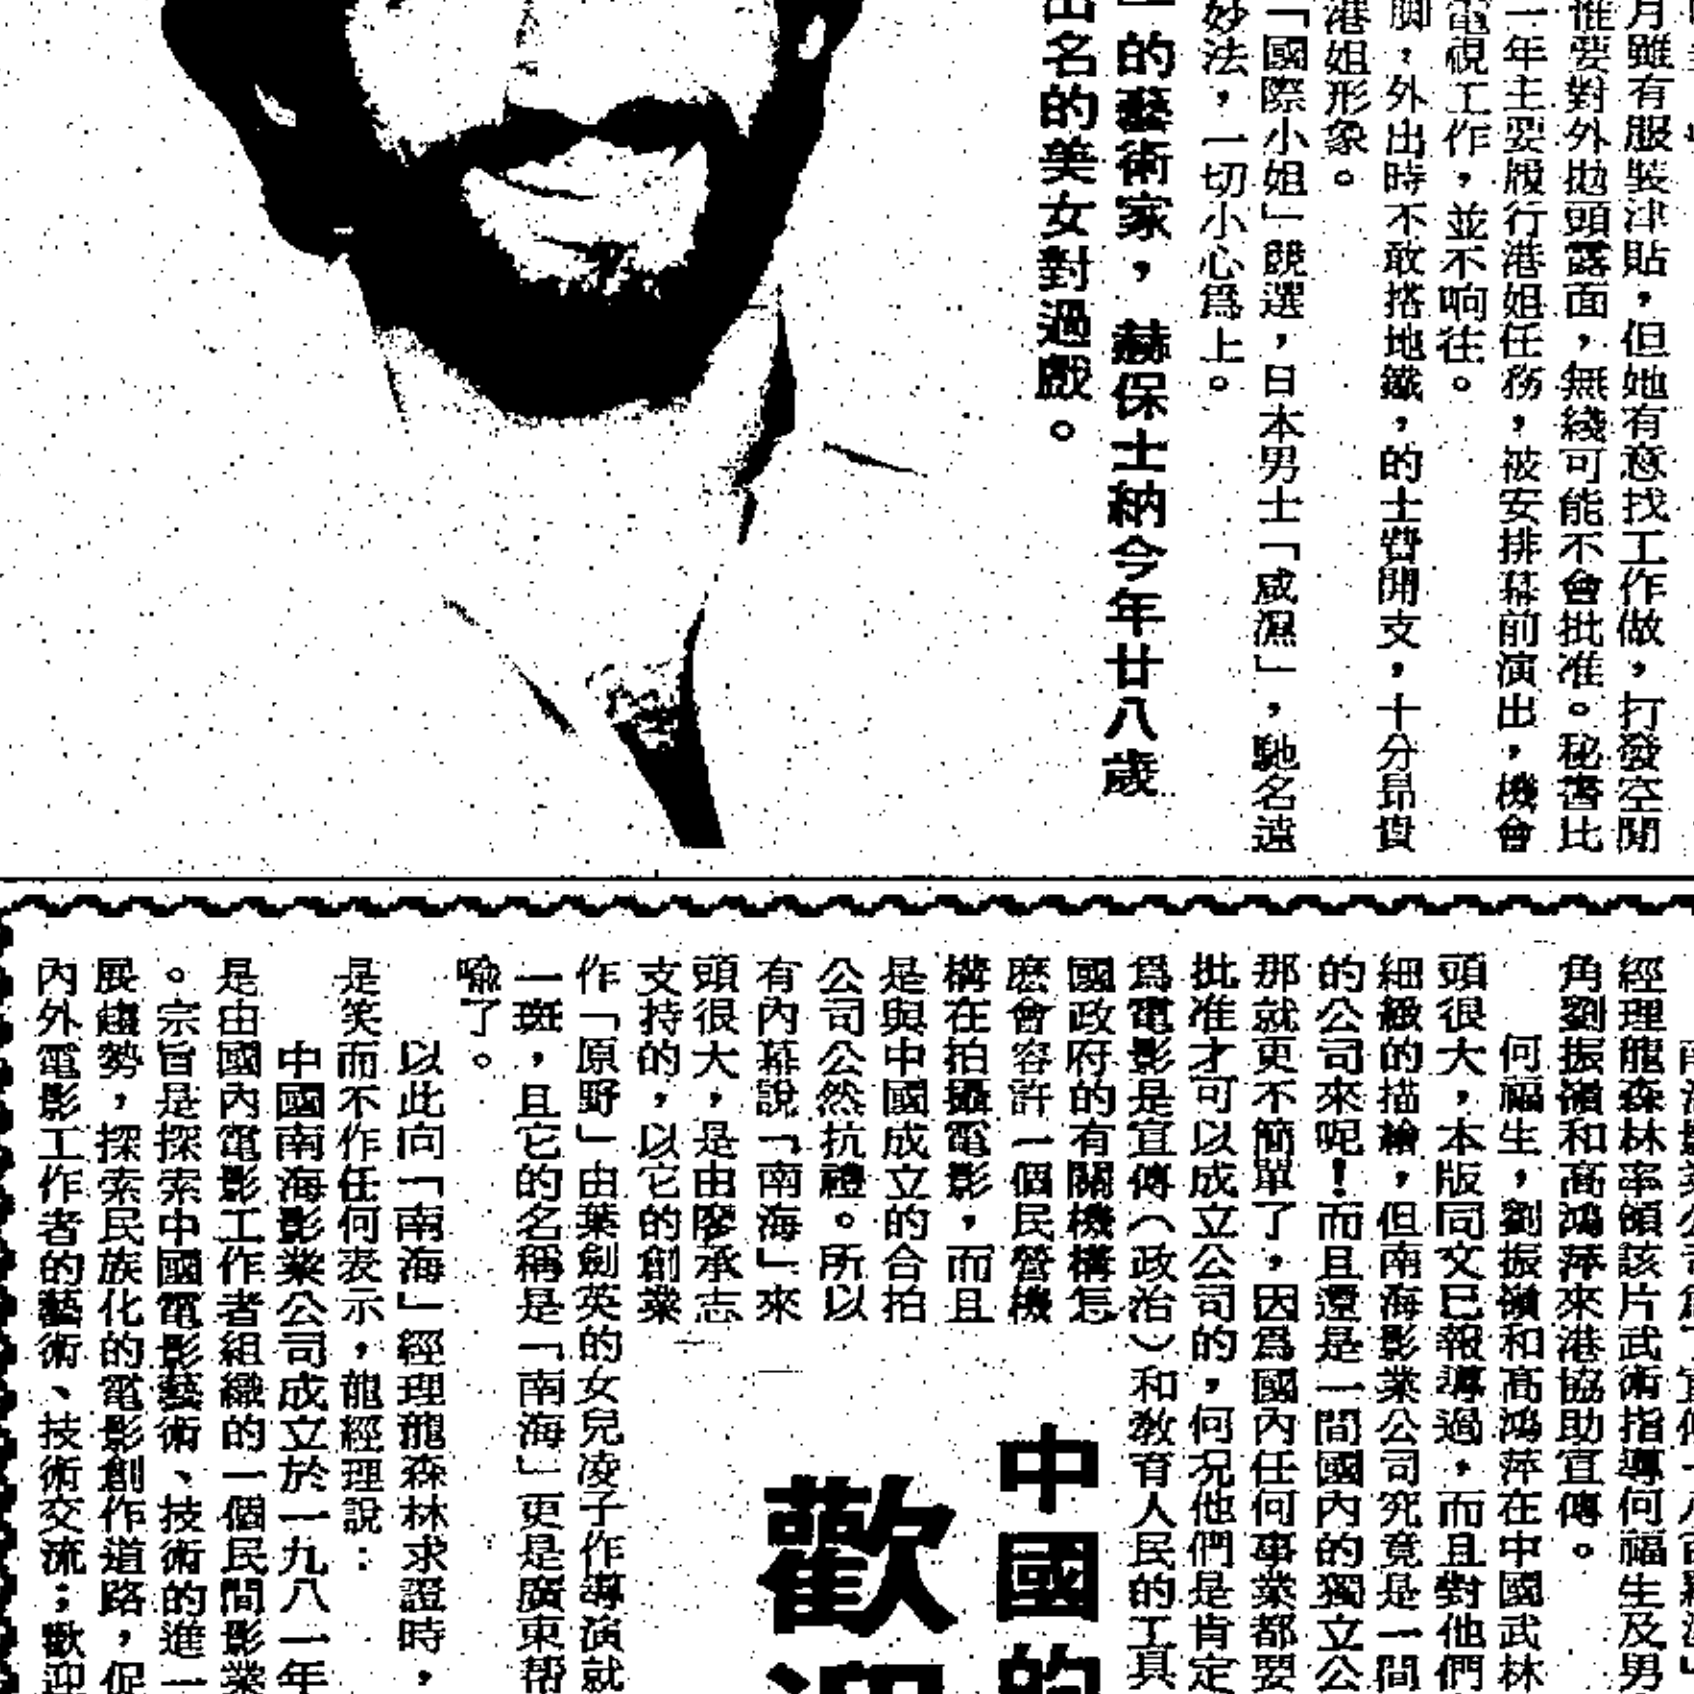 月雖有服裝津貼，但她有意找工作做，打發空閒
惟要對外拋頭露面，無綫可能不會批准。秘書比
一年主要履行港姐任務，被安排幕前演出，機會
電視工作，並不响往。
脚，外出時不敢搭地鐵，的士費開支，十分昂貴
港姐形象。
「國際小姐」競選，日本男士「咸濕」，馳名遠
妙法，一切小心爲上。
」的藝術家，赫保士納今年廿八歲
出名的美女對過戲。
經理龍森林率領該片武術指導何福生及男
角劉振嶺和高鴻萍來港協助宣傳。
何福生，劉振嶺和高鴻萍在中國武林
頭很大，本版同文已報導過，而且對他們
細緻的描繪，但南海影業公司究竟是一間
的公司來呢！而且還是一間國內的獨立公
那就更不簡單了，因爲國內任何事業都要
批准才可以成立公司的，何况他們是肯定
爲電影是宣傳（政治）和教育人民的工具
國政府的有關機構怎
麽會容許一個民營機
構在拍攝電影，而且
是與中國成立的合拍
公司公然抗禮。所以
有內幕說「南海」來
頭很大，是由廖承志
支持的，以它的創業
作「原野」由葉劍英的女兒凌子作導演就
一斑，且它的名稱是「南海」更是廣東帮
喩了。
以此向「南海」經理龍森林求證時，
是笑而不作任何表示，龍經理說：
中國南海影業公司成立於一九八一年
是由國內電影工作者組織的一個民間影業
。宗旨是探索中國電影藝術、技術的進一
展趨勢，探索民族化的電影創作道路，促
內外電影工作者的藝術、技術交流；歡迎
中國的
歡迎